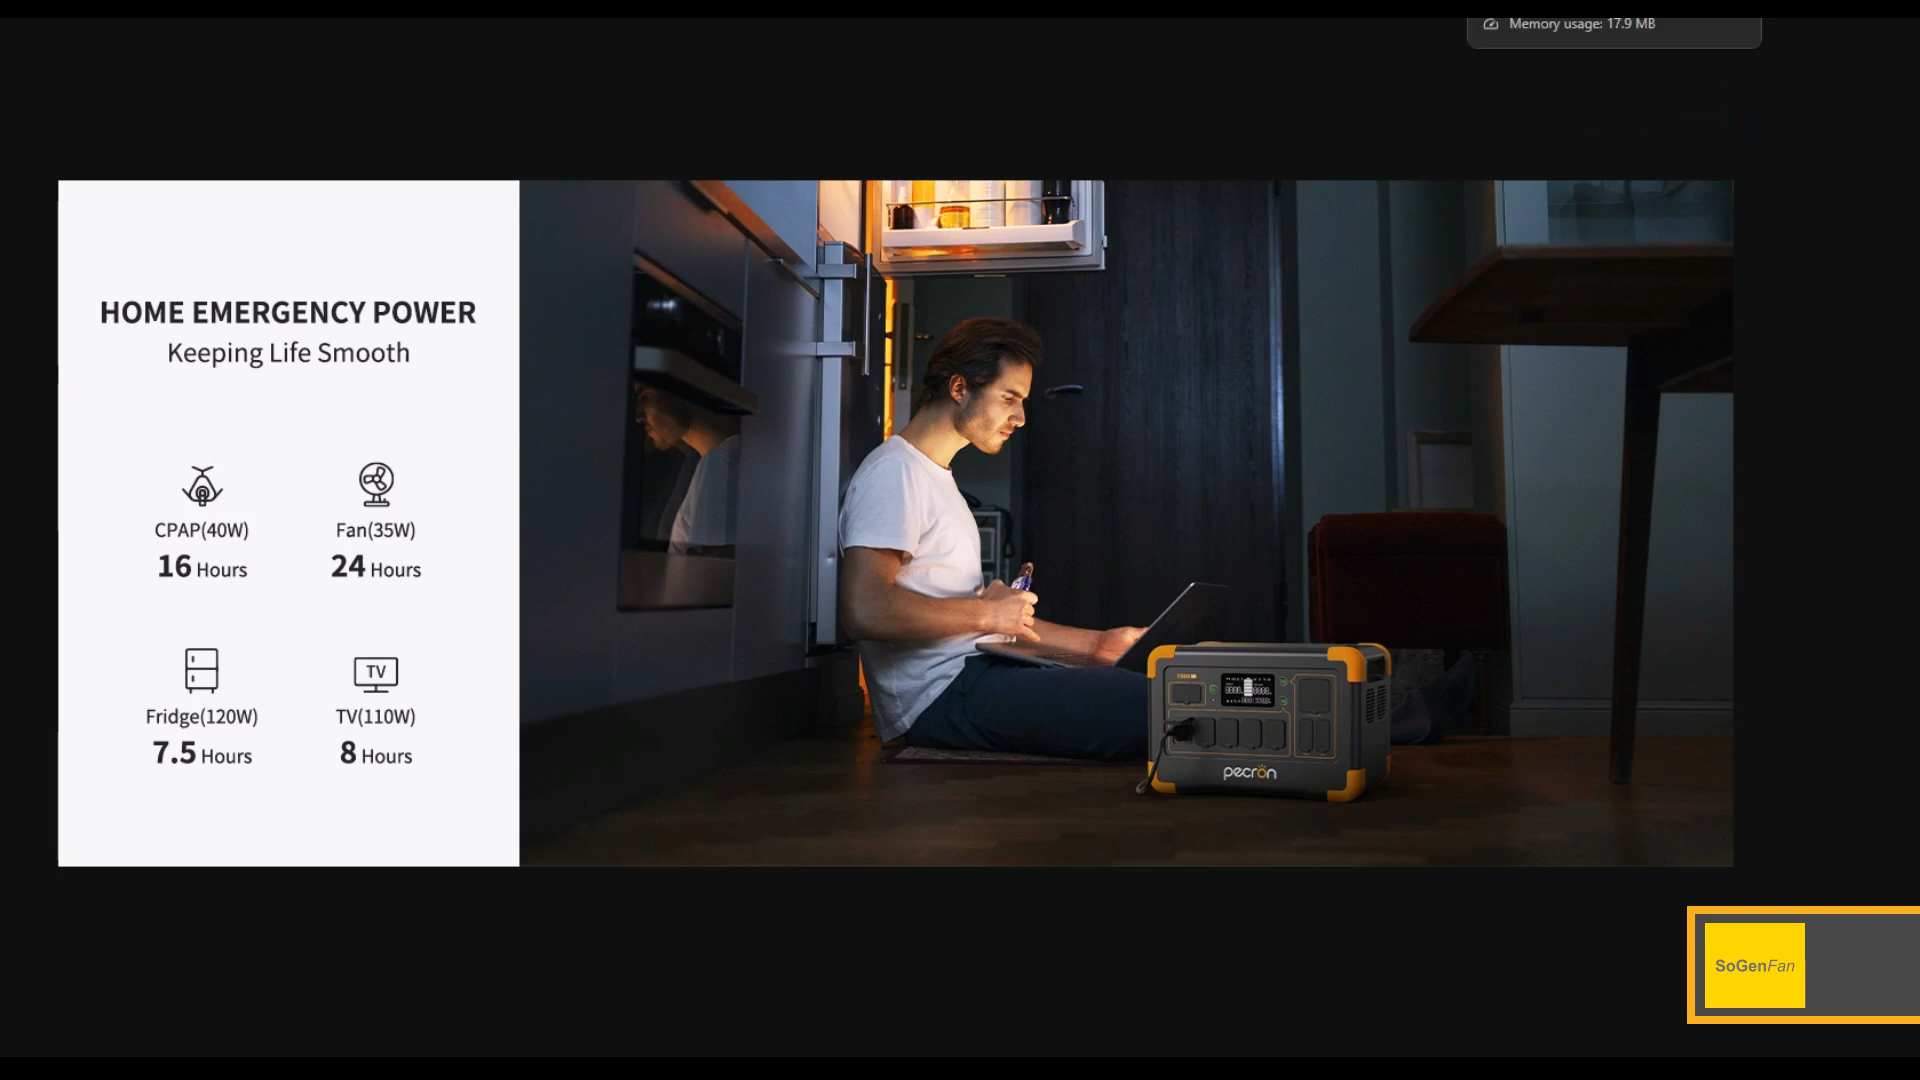 Memory usage: 17.9 MB
HOME EMERGENCY POWER
Keeping Life Smooth
CPAP(40W)
16 Hours
Fan(35W)
24 Hours
TV
Fridge(120W)
7.5 Hours
TV(110W)
8 Hours
pecron
SoGenFan